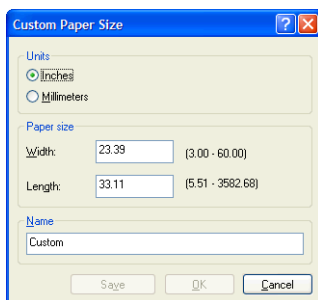 Custom Paper Size
Units
Inches
Millimeters
Paper size
Width: 23.39 (3.00 - 60.00)
Length: 33.11 (5.51 - 3582.68)
Name
Custom
Save OK Cancel